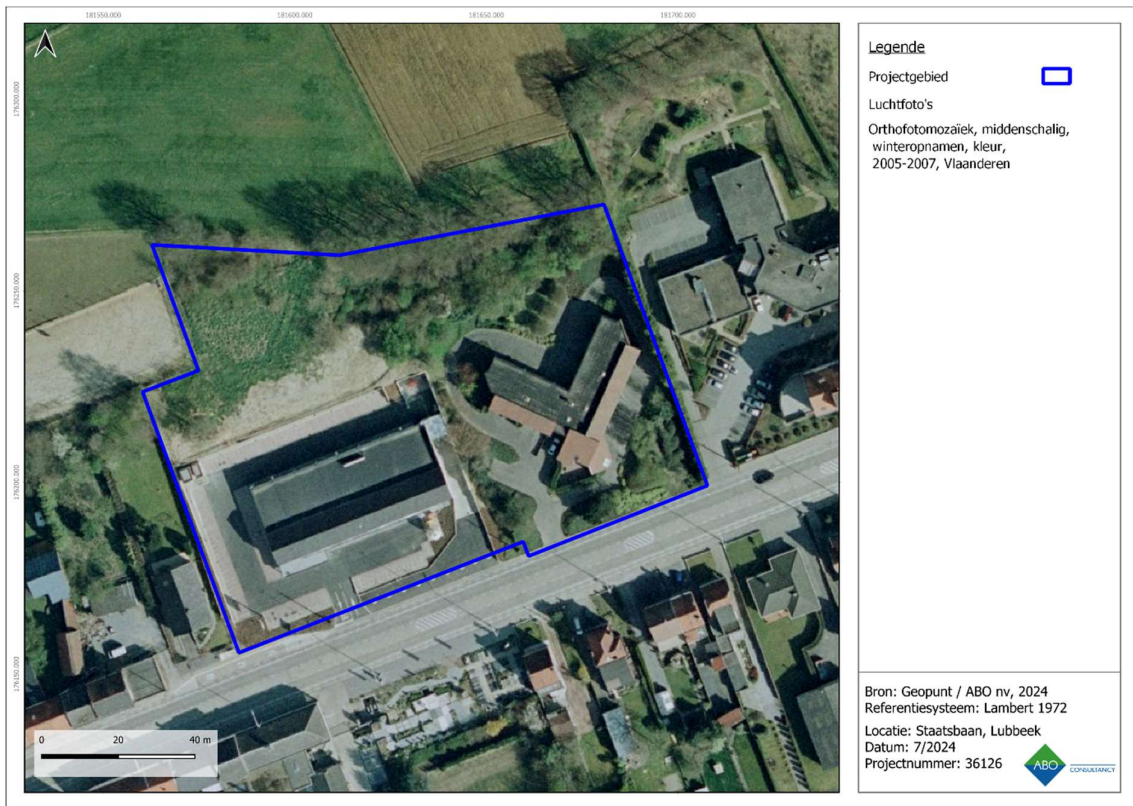 181550.000 181600.000 181650.000 191700.000
176300.000
176250.000
176200.000
176150.000
0 20 40 m
Legende
Projectgebied
Luchtfoto's
Orthofotomozaïek, middenschalig,
winteropnamen, kleur,
2005-2007, Vlaanderen
Bron: Geopunt / ABO nv, 2024
Referentiesysteem: Lambert 1972
Locatie: Staatsbaan, Lubbeek
Datum: 7/2024
Projectnummer: 36126
ABO CONSULTANCY